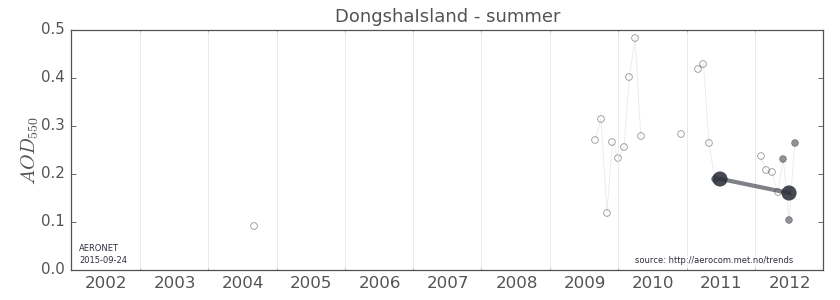 DongshaIsland - summer
0.5
0.4
0.3
0.2
0.1
0.0
AOD550
AERONET
2015-09-24
source: http://aerocom.met.no/trends
2002 2003 2004 2005 2006 2007 2008 2009 2010 2011 2012